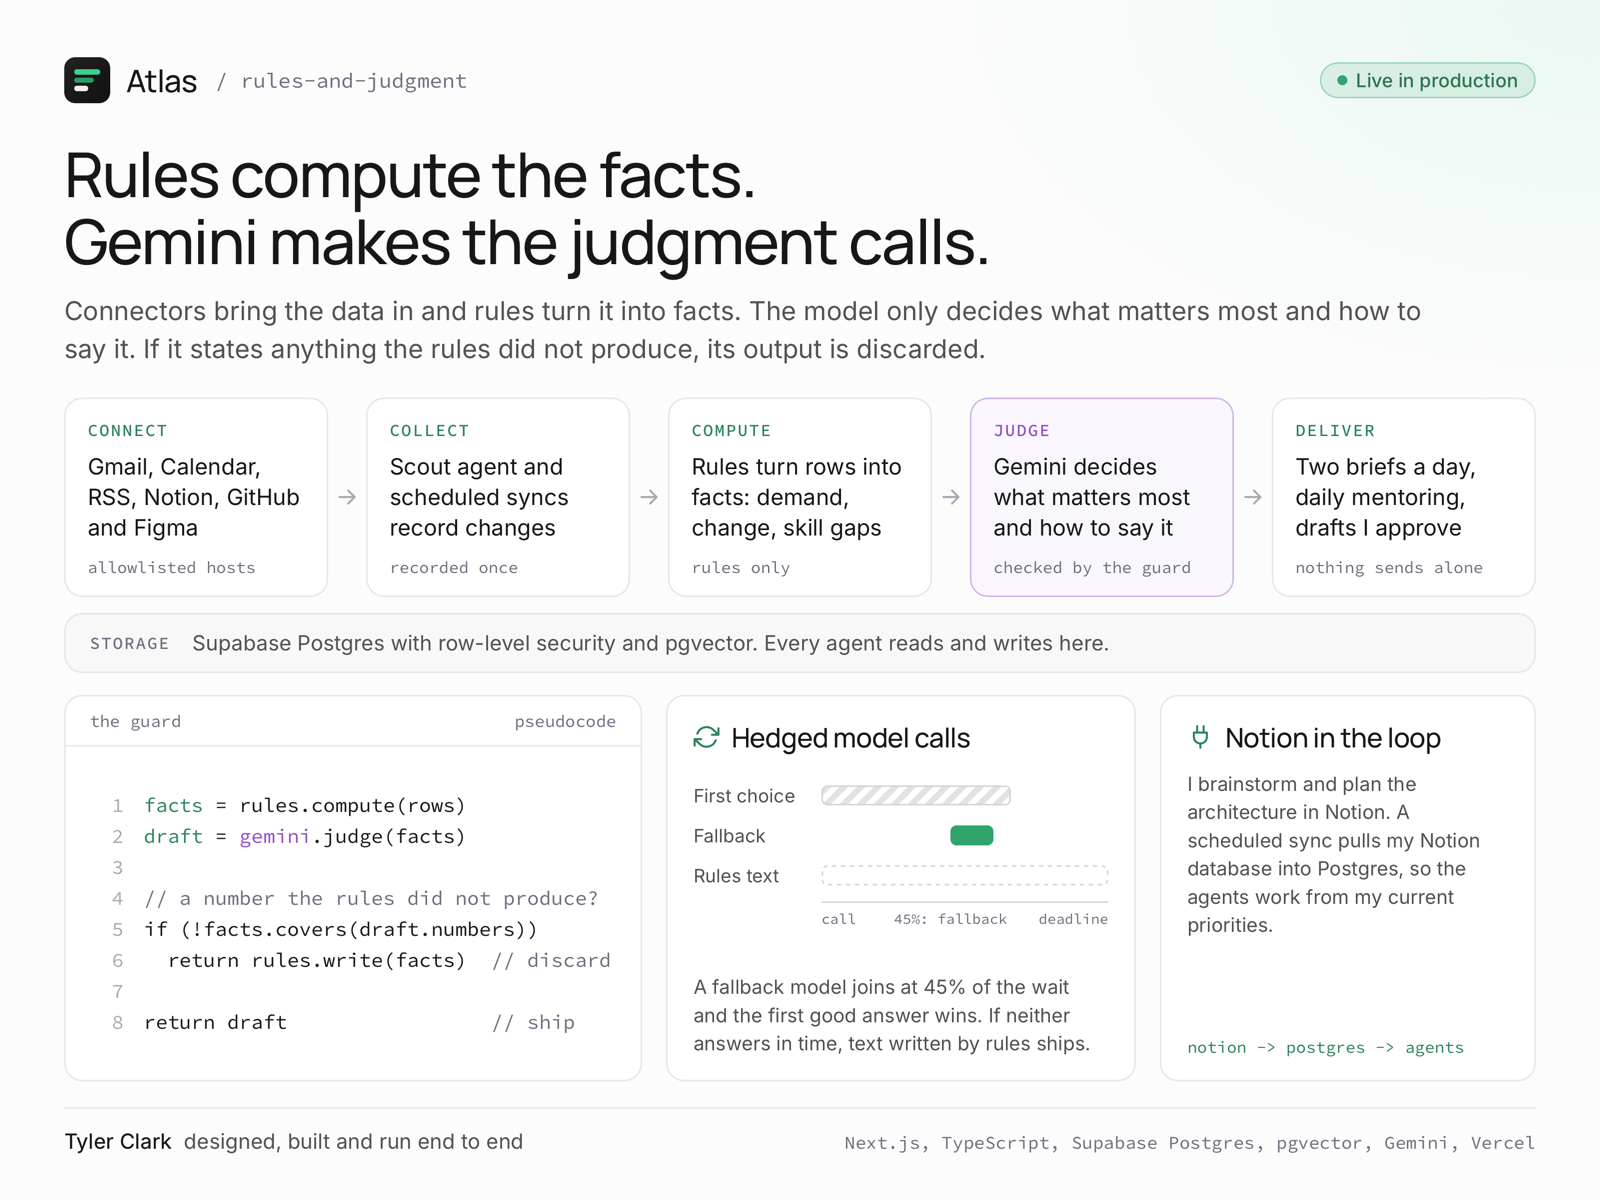 Atlas / rules-and-judgment
Live in production
Rules compute the facts.
Gemini makes the judgment calls.
Connectors bring the data in and rules turn it into facts. The model only decides what matters most and how to
say it. If it states anything the rules did not produce, its output is discarded.
CONNECT
Gmail, Calendar,
RSS, Notion, GitHub
and Figma
allowlisted hosts
COLLECT
Scout agent and
scheduled syncs
record changes
recorded once
COMPUTE
Rules turn rows into
facts: demand,
change, skill gaps
rules only
JUDGE
Gemini decides
what matters most
and how to say it
checked by the guard
DELIVER
Two briefs a day,
daily mentoring,
drafts I approve
nothing sends alone
STORAGE Supabase Postgres with row-level security and pgvector. Every agent reads and writes here.
the guard pseudocode
1 facts = rules.compute(rows)
2 draft = gemini.judge(facts)
3
4 // a number the rules did not produce?
5 if (!facts.covers(draft.numbers))
6 return rules.write(facts) // discard
7
8 return draft // ship
Hedged model calls
First choice
Fallback
Rules text
call 45%: fallback deadline
A fallback model joins at 45% of the wait
and the first good answer wins. If neither
answers in time, text written by rules ships.
Notion in the loop
I brainstorm and plan the
architecture in Notion. A
scheduled sync pulls my Notion
database into Postgres, so the
agents work from my current
priorities.
notion -> postgres -> agents
Tyler Clark designed, built and run end to end
Next.js, TypeScript, Supabase Postgres, pgvector, Gemini, Vercel